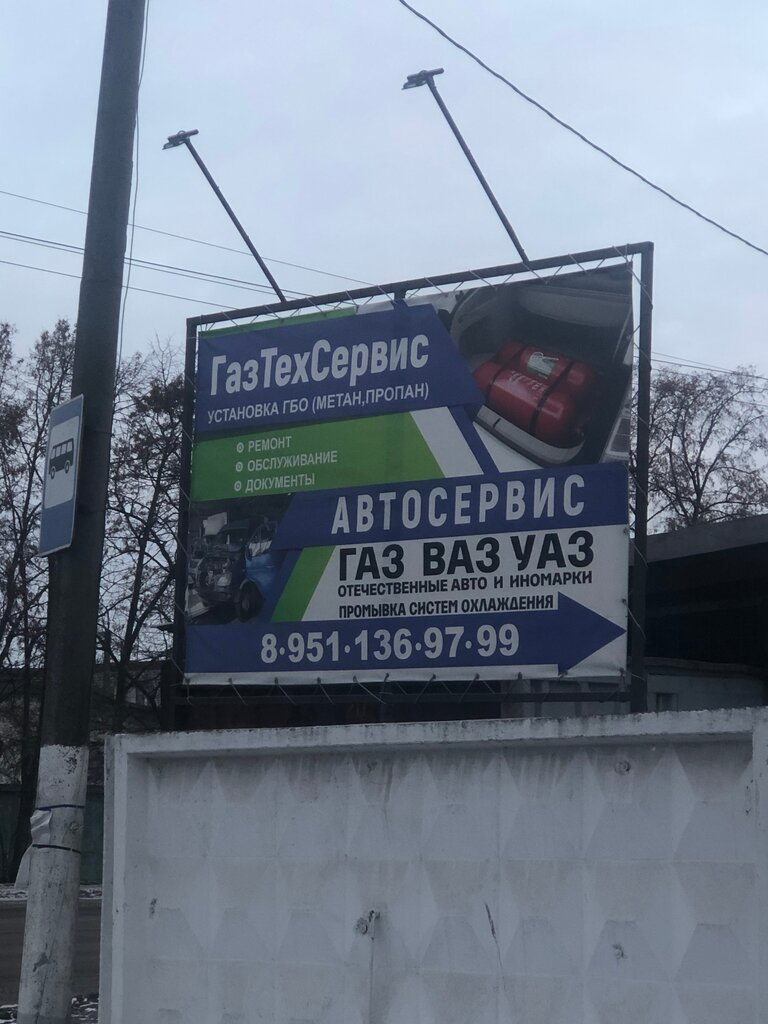 ГазТехСервис
УСТАНОВКА ГБО (МЕТАН,ПРОПАН)
РЕМОНТ
ОБСЛУЖИВАНИЕ
ДОКУМЕНТЫ
АВТОСЕРВИС
ГАЗ ВАЗ УАЗ
ОТЕЧЕСТВЕННЫЕ АВТО И ИНОМАРКИ
ПРОМЫВКА СИСТЕМ ОХЛАЖДЕНИЯ
8·951·136·97·99